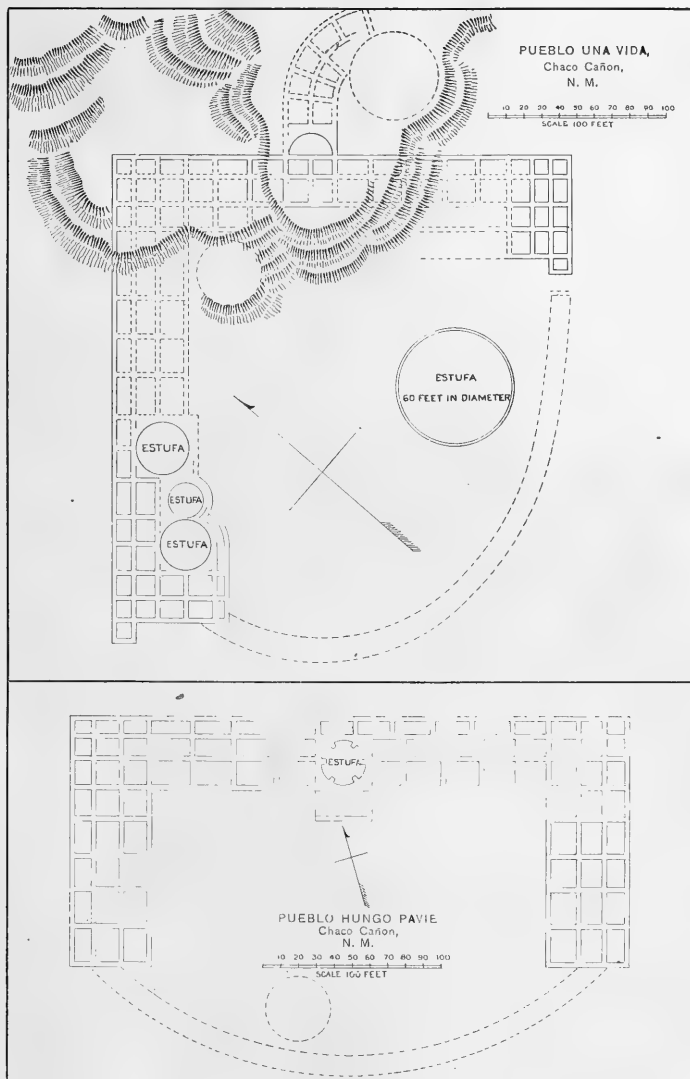 PUEBLO UNA VIDA,
Chaco Cañon,
N. M.
10 20 30 40 50 60 70 80 90 100
SCALE 100 FEET
ESTUFA
60 FEET IN DIAMETER
ESTUFA
ESTUFA
ESTUFA
ESTUFA
PUEBLO HUNGO PAVIE
Chaco Cañon,
N. M.
10 20 30 40 50 60 70 80 90 100
SCALE 100 FEET